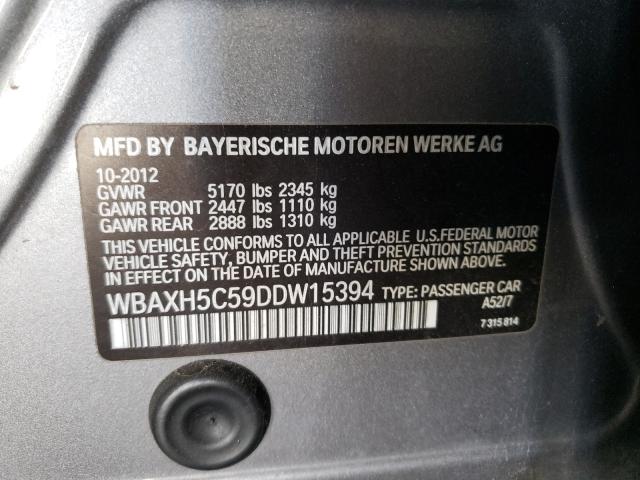 MFD BY BAYERISCHE MOTOREN WERKE AG
10-2012
GVWR 5170 lbs 2345 kg
GAWR FRONT 2447 lbs 1110 kg
GAWR REAR 2888 lbs 1310 kg
THIS VEHICLE CONFORMS TO ALL APPLICABLE U.S.FEDERAL MOTOR
VEHICLE SAFETY, BUMPER AND THEFT PREVENTION STANDARDS
IN EFFECT ON THE DATE OF MANUFACTURE SHOWN ABOVE.
WBAXH5C59DDW15394 TYPE: PASSENGER CAR
A52/7
7 315 814